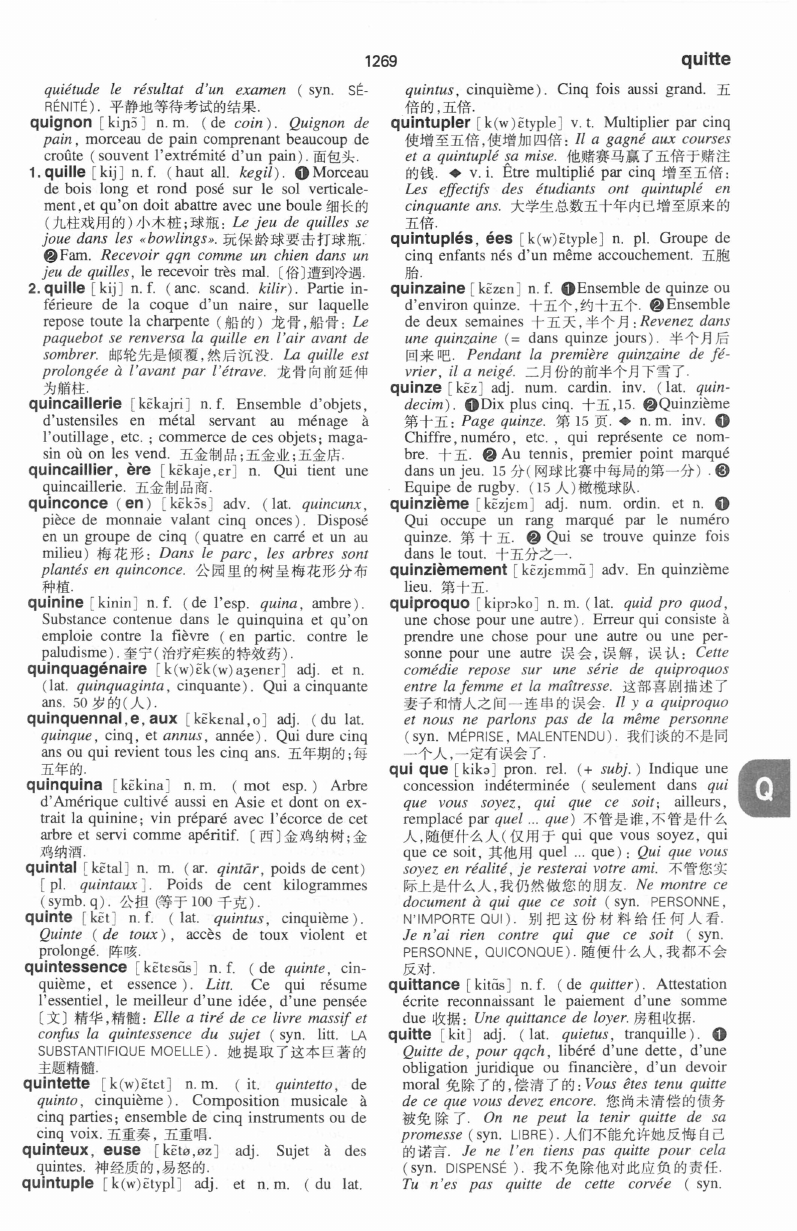 1269
quitte
quiétude le résultat d'un examen ( syn. SÉ-
RÉNITÉ). 平静地等待考试的结果.
quignon [kiɲɔ̃] n. m. (de coin). Quignon de
pain, morceau de pain comprenant beaucoup de
croûte (souvent l'extrémité d'un pain). 面包头.
1. quille [kij] n. f. (haut all. kegil). ❶Morceau
de bois long et rond posé sur le sol verticale-
ment, et qu'on doit abattre avec une boule 细长的
(九柱戏用的)小木桩;球瓶: Le jeu de quilles se
joue dans les «bowlings». 玩保龄球要击打球瓶.
❷Fam. Recevoir qqn comme un chien dans un
jeu de quilles, le recevoir très mal. [俗]遭到冷遇.
2. quille [kij] n. f. (anc. scand. kilir). Partie in-
férieure de la coque d'un naire, sur laquelle
repose toute la charpente (船的) 龙骨,船骨: Le
paquebot se renversa la quille en l'air avant de
sombrer. 邮轮先是倾覆,然后沉没. La quille est
prolongée à l'avant par l'étrave. 龙骨向前延伸
为艏柱.
quincaillerie [kɛ̃kajri] n. f. Ensemble d'objets,
d'ustensiles en métal servant au ménage à
l'outillage, etc. ; commerce de ces objets; maga-
sin où on les vend. 五金制品;五金业;五金店.
quincaillier, ère [kɛ̃kaje,ɛr] n. Qui tient une
quincaillerie. 五金制品商.
quinconce (en) [kɛ̃kɔ̃s] adv. (lat. quincunx,
pièce de monnaie valant cinq onces). Disposé
en un groupe de cinq (quatre en carré et un au
milieu) 梅花形: Dans le parc, les arbres sont
plantés en quinconce. 公园里的树呈梅花形分布
种植.
quinine [kinin] n. f. (de l'esp. quina, ambre).
Substance contenue dans le quinquina et qu'on
emploie contre la fièvre (en partic. contre le
paludisme). 奎宁(治疗疟疾的特效药).
quinquagénaire [k(w)ɛ̃k(w)aʒenɛr] adj. et n.
(lat. quinquaginta, cinquante). Qui a cinquante
ans. 50 岁的(人).
quinquennal, e, aux [kɛ̃kɛnal,o] adj. (du lat.
quinque, cinq, et annus, année). Qui dure cinq
ans ou qui revient tous les cinq ans. 五年期的;每
五年的.
quinquina [kɛ̃kina] n. m. (mot esp.) Arbre
d'Amérique cultivé aussi en Asie et dont on ex-
trait la quinine; vin préparé avec l'écorce de cet
arbre et servi comme apéritif. [西]金鸡纳树;金
鸡纳酒.
quintal [kɛ̃tal] n. m. (ar. qintār, poids de cent)
[pl. quintaux]. Poids de cent kilogrammes
(symb. q). 公担 (等于 100 千克).
quinte [kɛ̃t] n. f. (lat. quintus, cinquième).
Quinte (de toux), accès de toux violent et
prolongé. 阵咳.
quintessence [kɛ̃tɛsɑ̃s] n. f. (de quinte, cin-
quième, et essence). Litt. Ce qui résume
l'essentiel, le meilleur d'une idée, d'une pensée
〔文〕精华,精髓: Elle a tiré de ce livre massif et
confus la quintessence du sujet (syn. litt. LA
SUBSTANTIFIQUE MOELLE). 她提取了这本巨著的
主题精髓.
quintette [k(w)ɛ̃tɛt] n. m. (it. quintetto, de
quinto, cinquième). Composition musicale à
cinq parties; ensemble de cinq instruments ou de
cinq voix. 五重奏, 五重唱.
quinteux, euse [kɛ̃tø,øz] adj. Sujet à des
quintes. 神经质的,易怒的.
quintuple [k(w)ɛ̃typl] adj. et n. m. (du lat.
quintus, cinquième). Cinq fois aussi grand. 五
倍的,五倍.
quintupler [k(w)ɛ̃typle] v. t. Multiplier par cinq
使增至五倍,使增加四倍: Il a gagné aux courses
et a quintuplé sa mise. 他赌赛马赢了五倍于赌注
的钱. ◆ v. i. Être multiplié par cinq 增至五倍:
Les effectifs des étudiants ont quintuplé en
cinquante ans. 大学生总数五十年内已增至原来的
五倍.
quintuplés, ées [k(w)ɛ̃typle] n. pl. Groupe de
cinq enfants nés d'un même accouchement. 五胞
胎.
quinzaine [kɛ̃zɛn] n. f. ❶Ensemble de quinze ou
d'environ quinze. 十五个,约十五个. ❷Ensemble
de deux semaines 十五天,半个月: Revenez dans
une quinzaine (= dans quinze jours). 半个月后
回来吧. Pendant la première quinzaine de fé-
vrier, il a neigé. 二月份的前半个月下雪了.
quinze [kɛ̃z] adj. num. cardin. inv. (lat. quin-
decim). ❶Dix plus cinq. 十五,15. ❷Quinzième
第十五: Page quinze. 第 15 页. ◆ n. m. inv. ❶
Chiffre, numéro, etc. , qui représente ce nom-
bre. 十五. ❷ Au tennis, premier point marqué
dans un jeu. 15 分(网球比赛中每局的第一分) . ❸
Equipe de rugby. (15 人)橄榄球队.
quinzième [kɛ̃zjɛm] adj. num. ordin. et n. ❶
Qui occupe un rang marqué par le numéro
quinze. 第 十 五. ❷ Qui se trouve quinze fois
dans le tout. 十五分之一.
quinzièmement [kɛ̃zjɛmmɑ̃] adv. En quinzième
lieu. 第十五.
quiproquo [kiprɔko] n. m. (lat. quid pro quod,
une chose pour une autre). Erreur qui consiste à
prendre une chose pour une autre ou une per-
sonne pour une autre 误会,误解, 误认: Cette
comédie repose sur une série de quiproquos
entre la femme et la maîtresse. 这部喜剧描述了
妻子和情人之间一连串的误会. Il y a quiproquo
et nous ne parlons pas de la même personne
(syn. MÉPRISE, MALENTENDU). 我们谈的不是同
一个人,一定有误会了.
qui que [kikə] pron. rel. (+ subj.) Indique une
concession indéterminée (seulement dans qui
que vous soyez, qui que ce soit; ailleurs,
remplacé par quel ... que) 不管是谁,不管是什么
人,随便什么人(仅用于 qui que vous soyez, qui
que ce soit, 其他用 quel ... que): Qui que vous
soyez en réalité, je resterai votre ami. 不管您实
际上是什么人,我仍然做您的朋友. Ne montre ce
document à qui que ce soit (syn. PERSONNE,
N'IMPORTE QUI). 别 把 这 份 材 料 给 任 何 人 看.
Je n'ai rien contre qui que ce soit (syn.
PERSONNE, QUICONQUE). 随便什么人,我都不会
反对.
quittance [kitɑ̃s] n. f. (de quitter). Attestation
écrite reconnaissant le paiement d'une somme
due 收据: Une quittance de loyer. 房租收据.
quitte [kit] adj. (lat. quietus, tranquille). ❶
Quitte de, pour qqch, libéré d'une dette, d'une
obligation juridique ou financière, d'un devoir
moral 免除了的,偿清了的: Vous êtes tenu quitte
de ce que vous devez encore. 您尚未清偿的债务
被免 除 了. On ne peut la tenir quitte de sa
promesse (syn. LIBRE). 人们不能允许她反悔自己
的诺言. Je ne l'en tiens pas quitte pour cela
(syn. DISPENSÉ ). 我不免除他对此应负的责任.
Tu n'es pas quitte de cette corvée ( syn.
Q